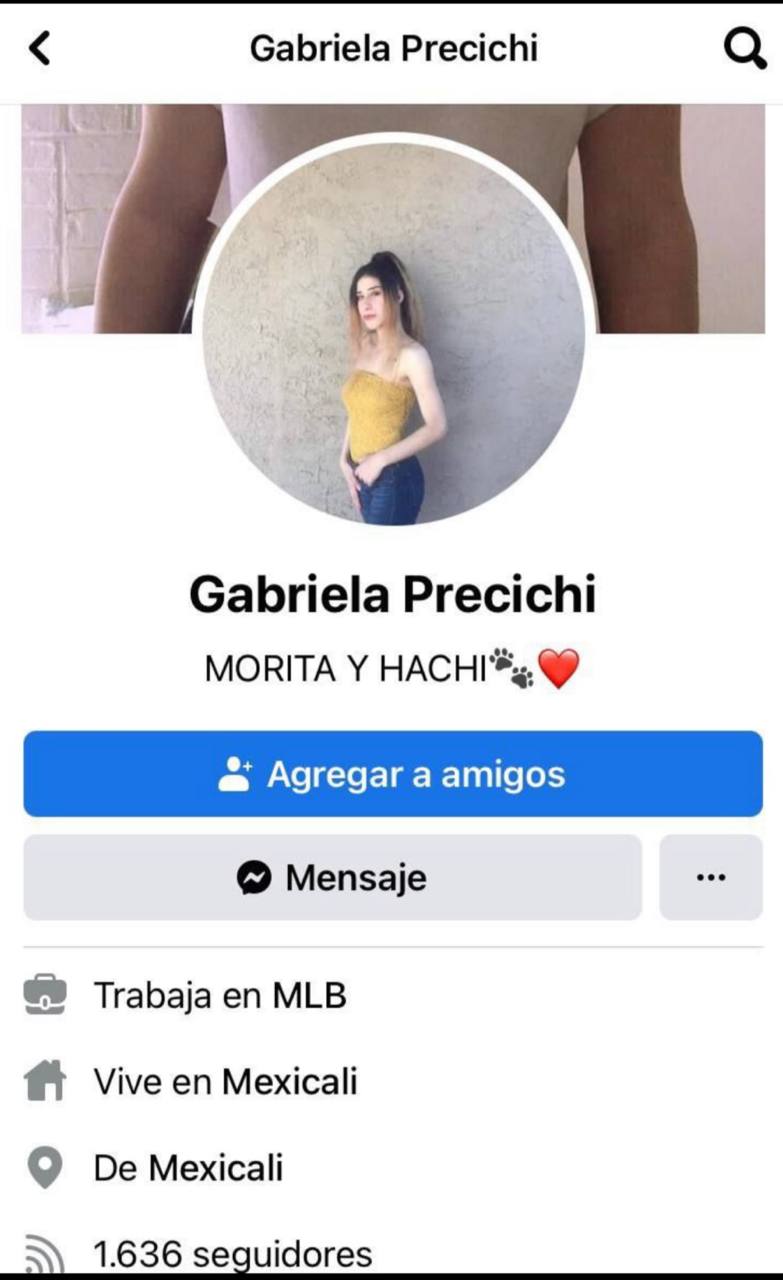 Gabriela Precichi
Gabriela Precichi
MORITA Y HACHI🐾❤️
Agregar a amigos
Mensaje
Trabaja en MLB
Vive en Mexicali
De Mexicali
1.636 seguidores